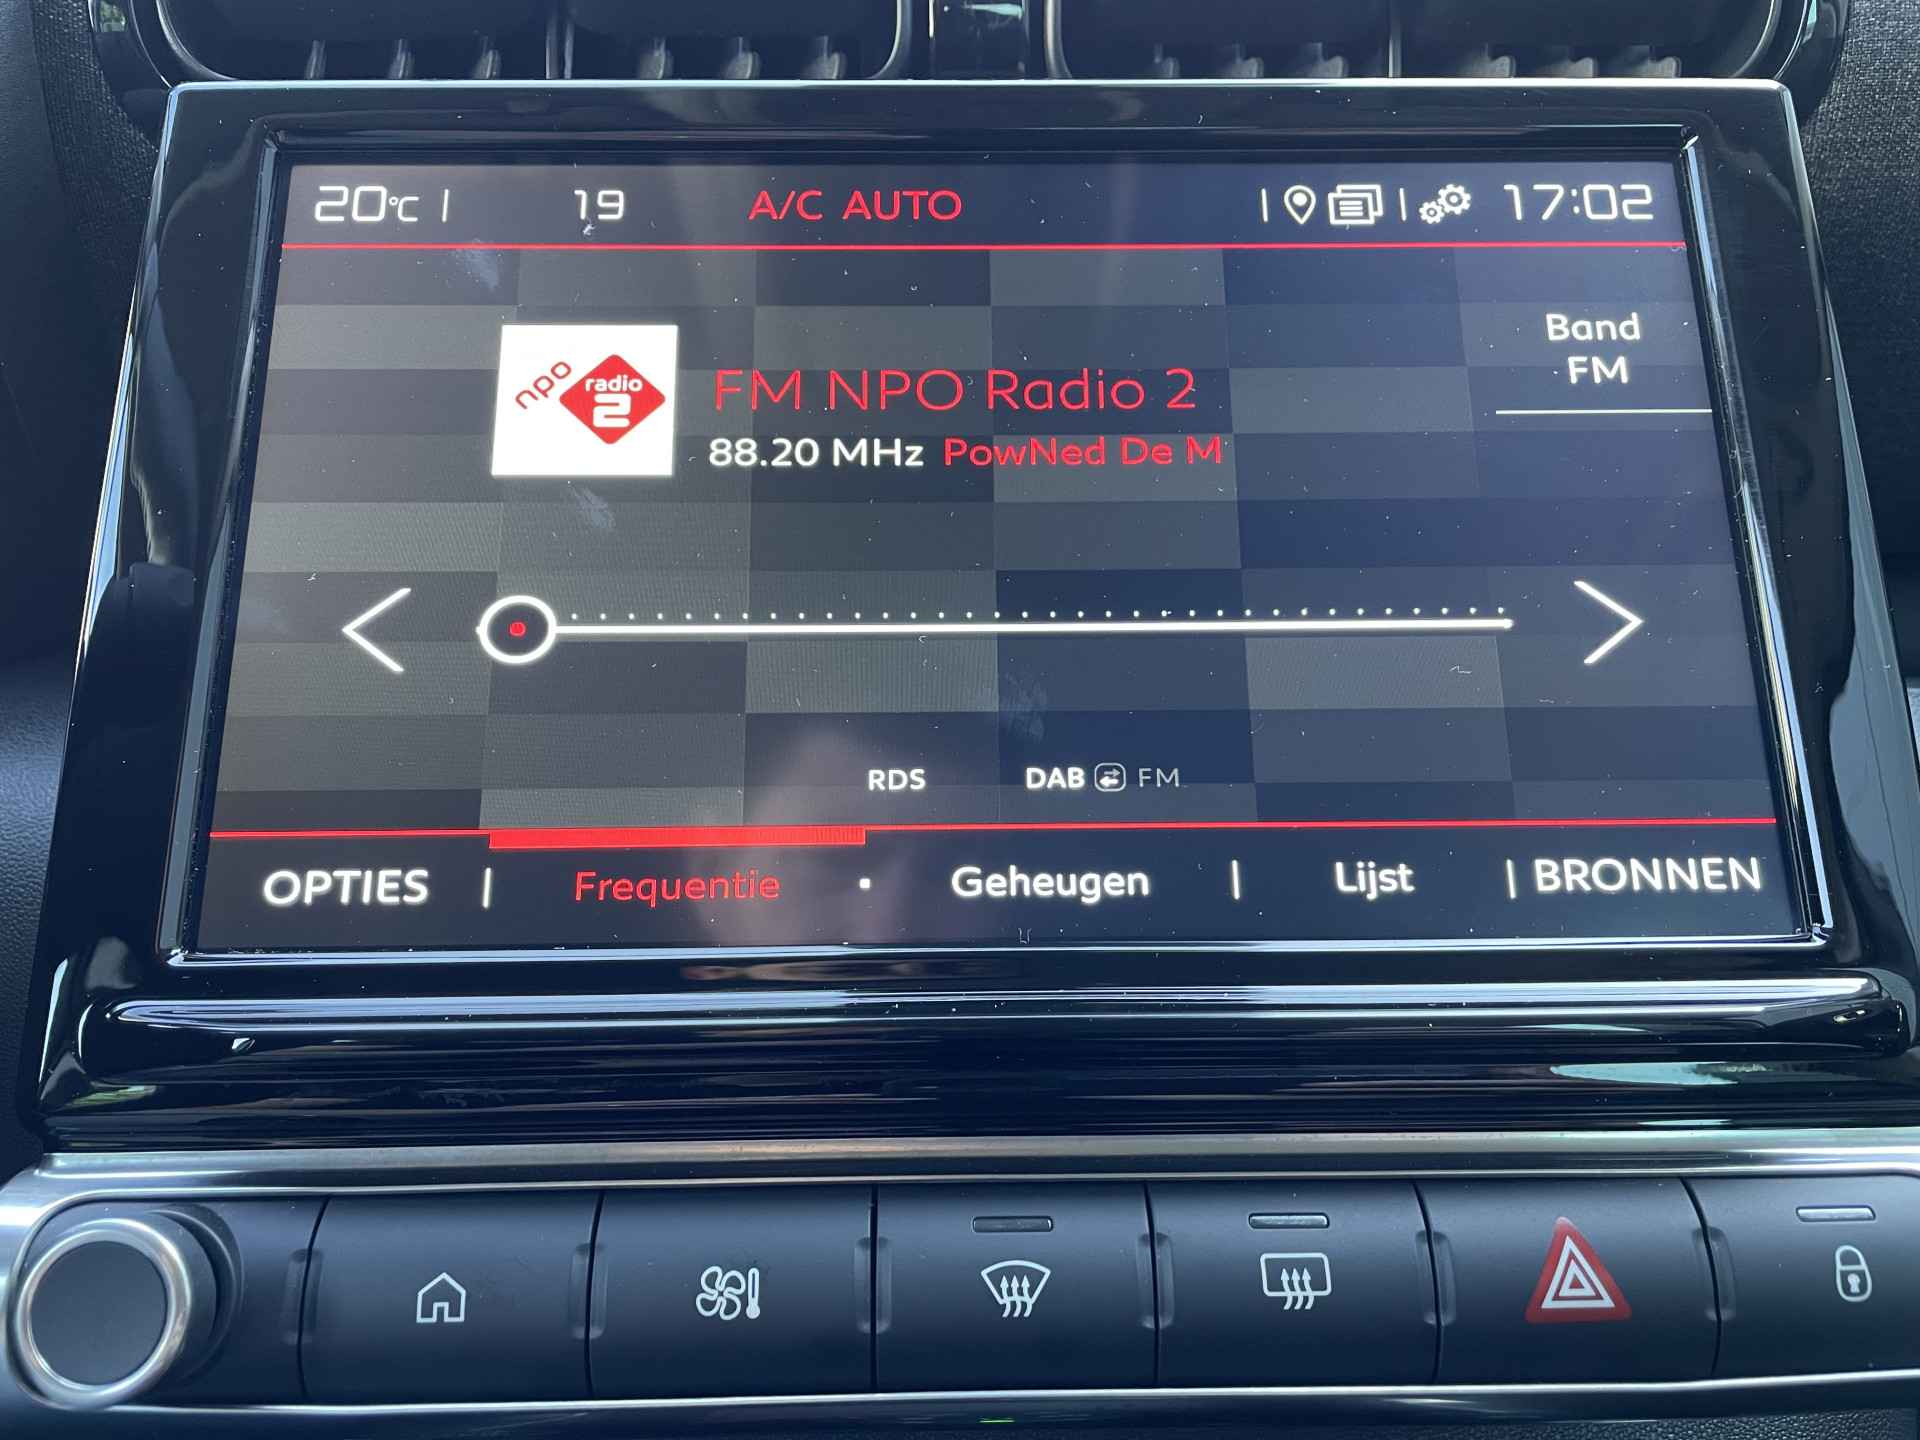 20°C | 19 A/C AUTO | | 17:02
Band
FM
npo radio 2
FM NPO Radio 2
88.20 MHz PowNed De M
RDS DAB FM
OPTIES | Frequentie Geheugen | Lijst | BRONNEN